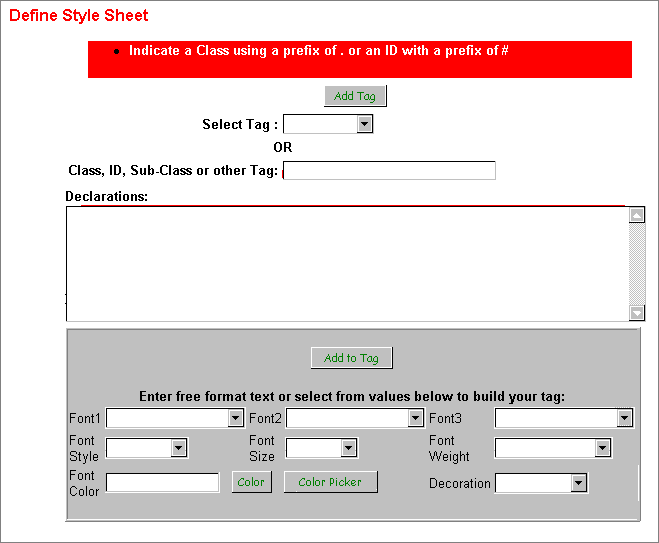 Define Style Sheet
• Indicate a Class using a prefix of . or an ID with a prefix of #
Add Tag
Select Tag :
OR
Class, ID, Sub-Class or other Tag:
Declarations:
Add to Tag
Enter free format text or select from values below to build your tag:
Font1 Font2 Font3
Font Style Font Size Font Weight
Font Color Color Color Picker Decoration